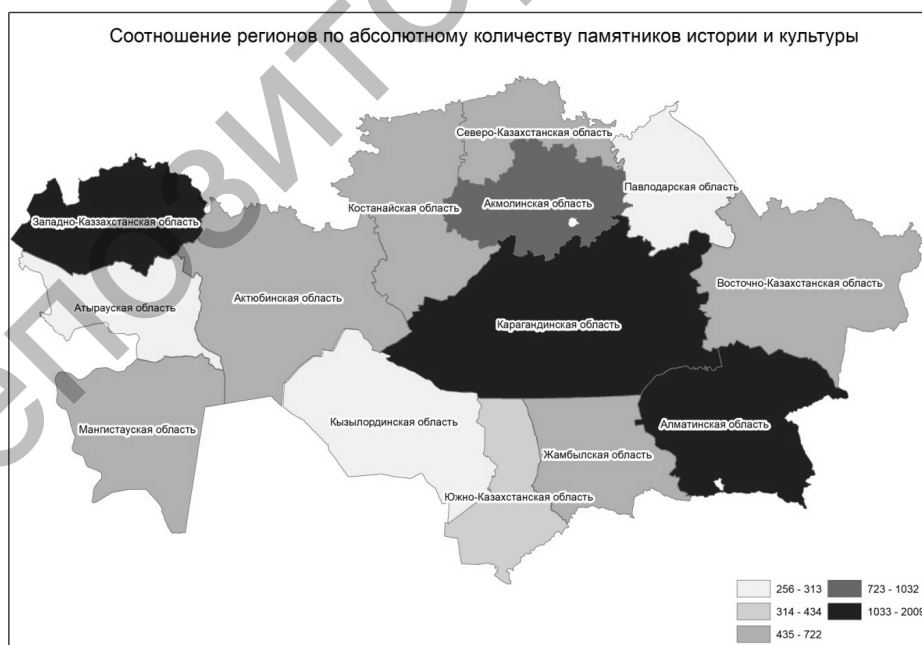 Соотношение регионов по абсолютному количеству памятников истории и культуры
Северо-Казахстанская область
Павлодарская область
Акмолинская область
Костанайская область
Западно-Казахстанская область
Восточно-Казахстанская область
Актюбинская область
Атырауская область
Карагандинская область
Кызылординская область
Алматинская область
Мангистауская область
Жамбылская область
Южно-Казахстанская область
256 - 313
723 - 1032
314 - 434
1033 - 2009
435 - 722